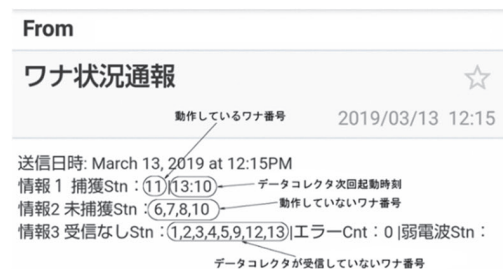 From
ワナ状況通報
動作しているワナ番号
2019/03/13 12:15
送信日時: March 13, 2019 at 12:15PM
情報1 捕獲Stn：11|13:10
データコレクタ次回起動時刻
情報2 未捕獲Stn：6,7,8,10
動作していないワナ番号
情報3 受信なしStn：1,2,3,4,5,9,12,13|エラーCnt：0 |弱電波Stn：
データコレクタが受信していないワナ番号